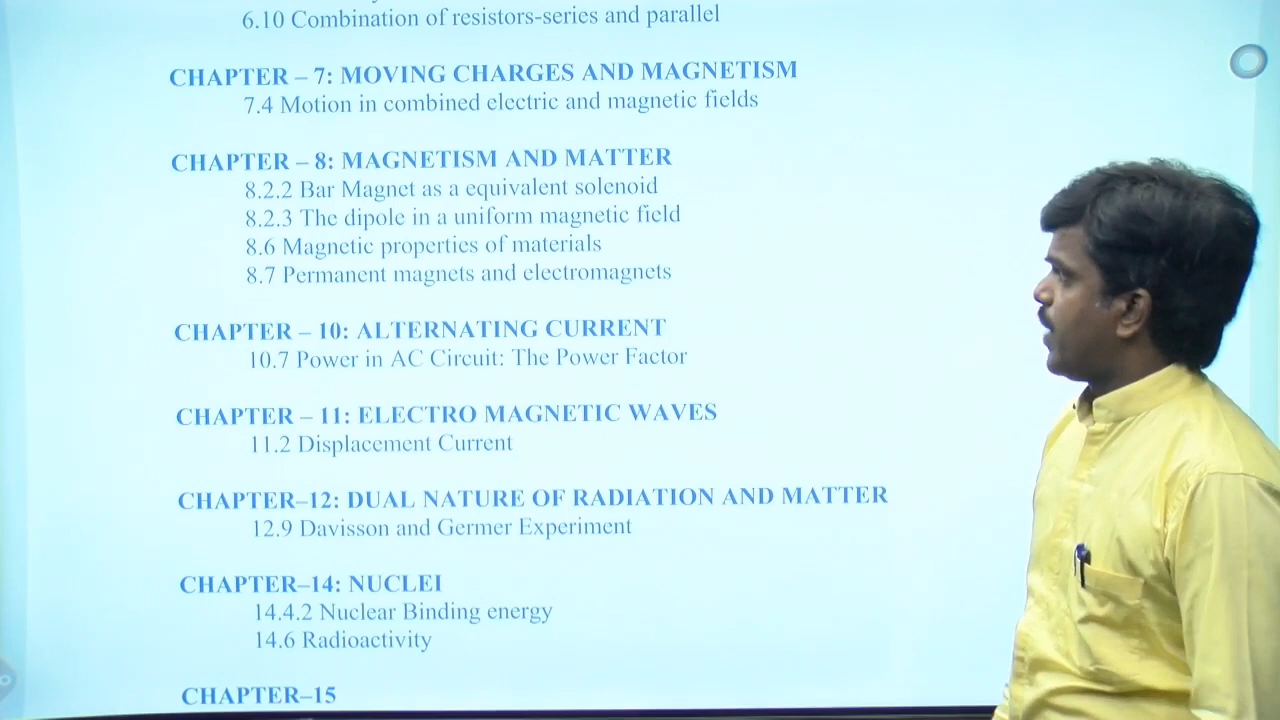 6.10 Combination of resistors-series and parallel
CHAPTER – 7: MOVING CHARGES AND MAGNETISM
7.4 Motion in combined electric and magnetic fields
CHAPTER – 8: MAGNETISM AND MATTER
8.2.2 Bar Magnet as a equivalent solenoid
8.2.3 The dipole in a uniform magnetic field
8.6 Magnetic properties of materials
8.7 Permanent magnets and electromagnets
CHAPTER – 10: ALTERNATING CURRENT
10.7 Power in AC Circuit: The Power Factor
CHAPTER – 11: ELECTRO MAGNETIC WAVES
11.2 Displacement Current
CHAPTER–12: DUAL NATURE OF RADIATION AND MATTER
12.9 Davisson and Germer Experiment
CHAPTER–14: NUCLEI
14.4.2 Nuclear Binding energy
14.6 Radioactivity
CHAPTER–15